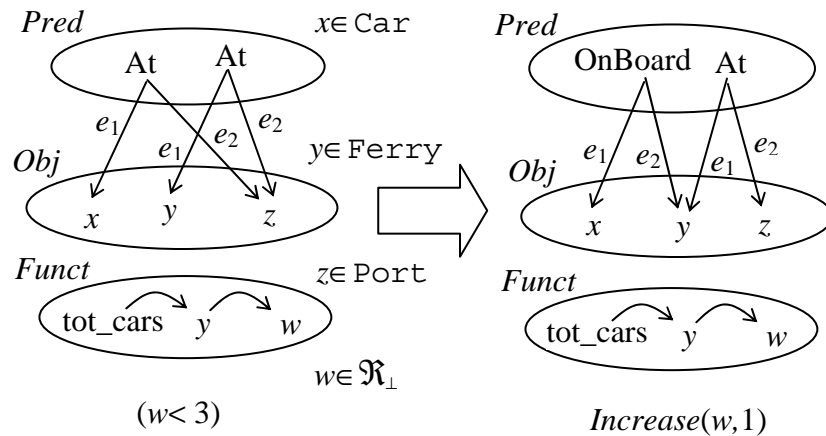 Pred
x∈Car
At At
e₁ e₁ e₂ e₂
Obj
y∈Ferry
x y z
Funct
z∈Port
tot_cars y w
w∈ℜ⊥
(w< 3)
Pred
OnBoard At
e₁ e₂ e₁ e₂
Obj
x y z
Funct
tot_cars y w
Increase(w,1)